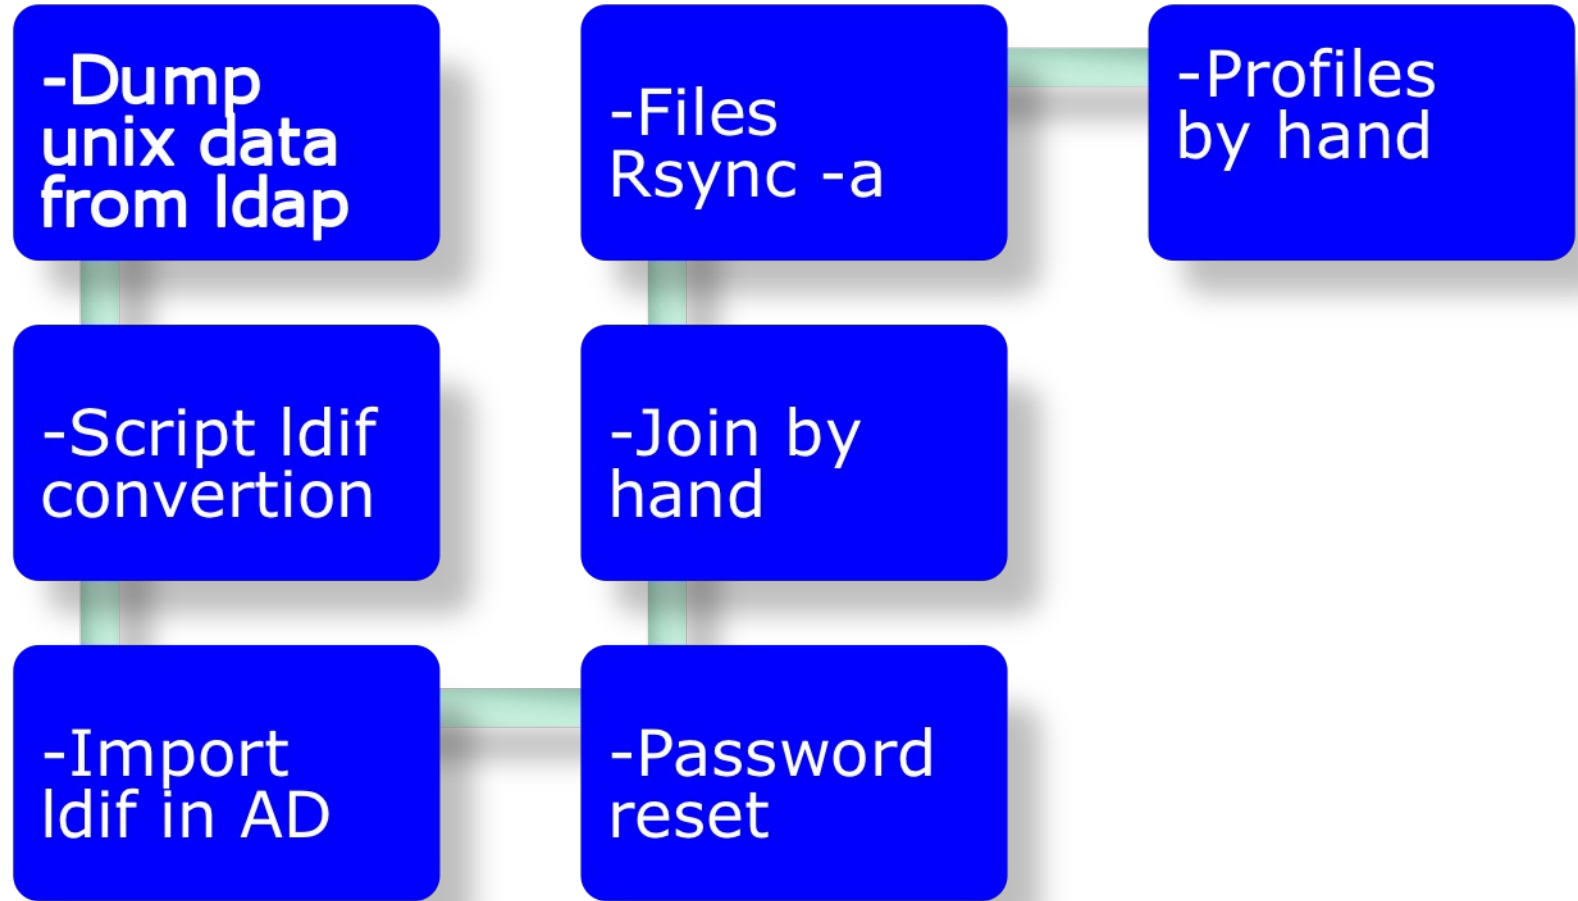 -Dump
unix data
from ldap
-Script ldif
convertion
-Import
ldif in AD
-Password
reset
-Join by
hand
-Files
Rsync -a
-Profiles
by hand